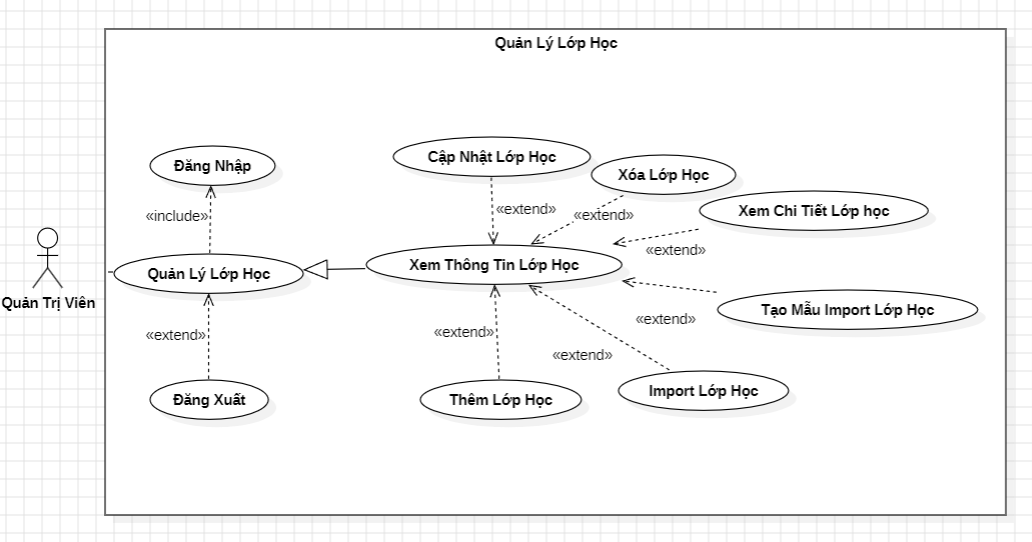 Quản Lý Lớp Học
Đăng Nhập
Cập Nhật Lớp Học
Xóa Lớp Học
Xem Chi Tiết Lớp học
«include»
«extend»
«extend»
«extend»
Quản Trị Viên
Quản Lý Lớp Học
Xem Thông Tin Lớp Học
Tạo Mẫu Import Lớp Học
«extend»
«extend»
«extend»
«extend»
Đăng Xuất
Thêm Lớp Học
Import Lớp Học